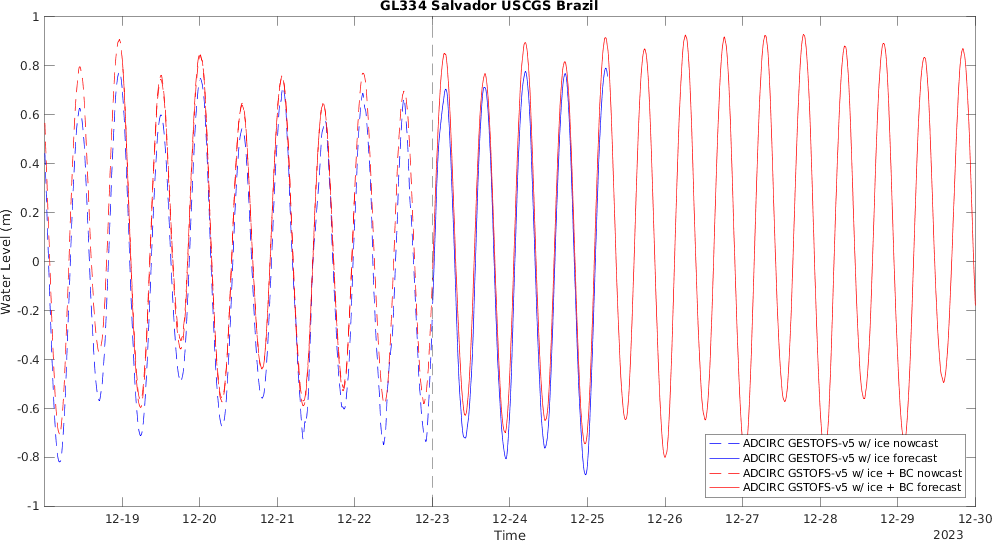 GL334 Salvador USCGS Brazil
1
0.8
0.6
0.4
0.2
0
-0.2
-0.4
-0.6
-0.8
-1
Water Level (m)
ADCIRC GESTOFS-v5 w/ ice nowcast
ADCIRC GESTOFS-v5 w/ ice forecast
ADCIRC GSTOFS-v5 w/ ice + BC nowcast
ADCIRC GSTOFS-v5 w/ ice + BC forecast
12-19 12-20 12-21 12-22 12-23 12-24 12-25 12-26 12-27 12-28 12-29 12-30
Time
2023